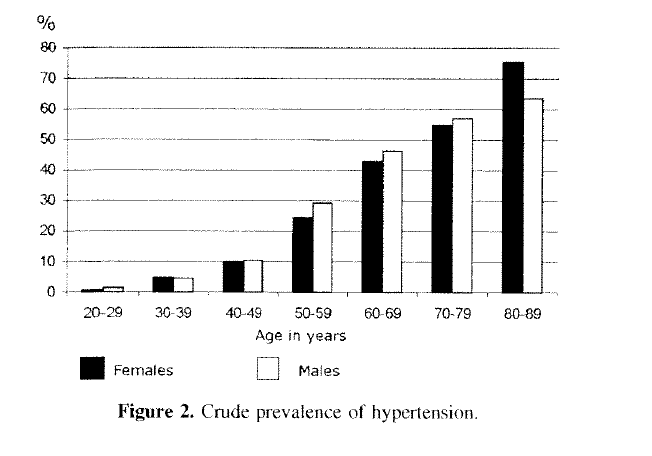 %
80
70
60
50
40
30
20
10
0
20-29 30-39 40-49 50-59 60-69 70-79 80-89
Age in years
Females Males
Figure 2. Crude prevalence of hypertension.